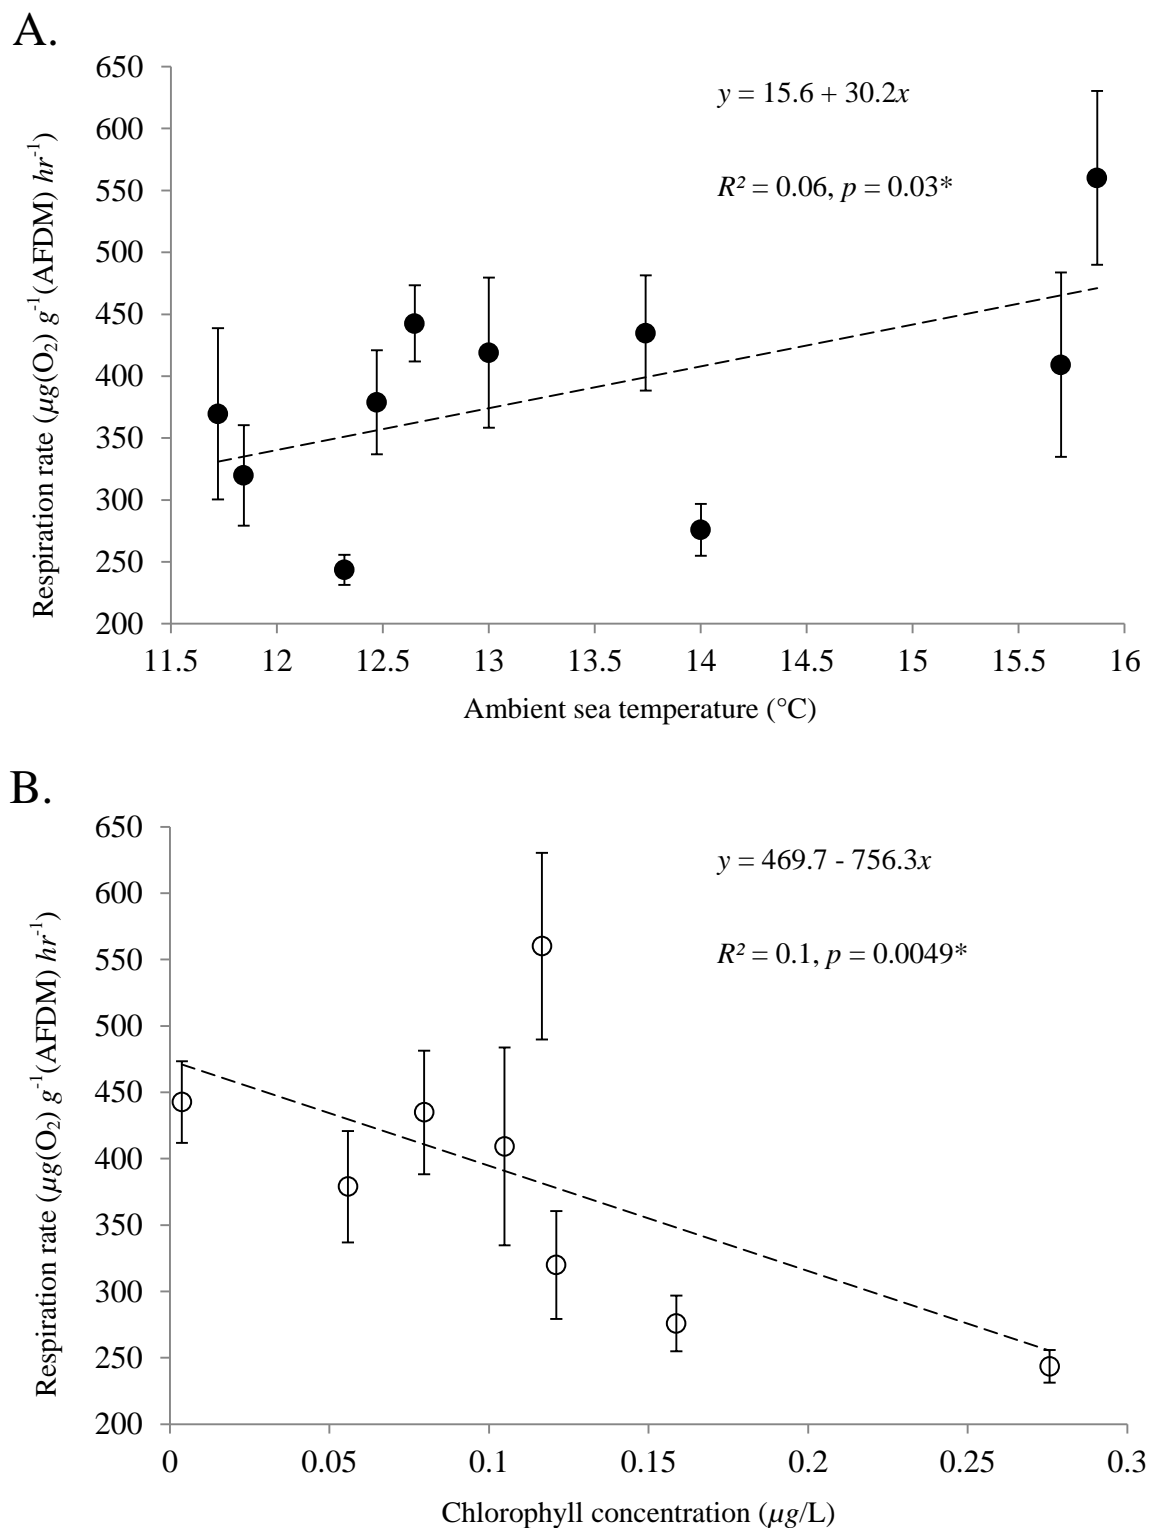 A.
650
600
550
500
450
400
350
300
250
200
Respiration rate (µg(O₂) g⁻¹(AFDM) hr⁻¹)
y = 15.6 + 30.2x
R² = 0.06, p = 0.03*
11.5 12 12.5 13 13.5 14 14.5 15 15.5 16
Ambient sea temperature (°C)
B.
650
600
550
500
450
400
350
300
250
200
Respiration rate (µg(O₂) g⁻¹(AFDM) hr⁻¹)
y = 469.7 - 756.3x
R² = 0.1, p = 0.0049*
0 0.05 0.1 0.15 0.2 0.25 0.3
Chlorophyll concentration (µg/L)